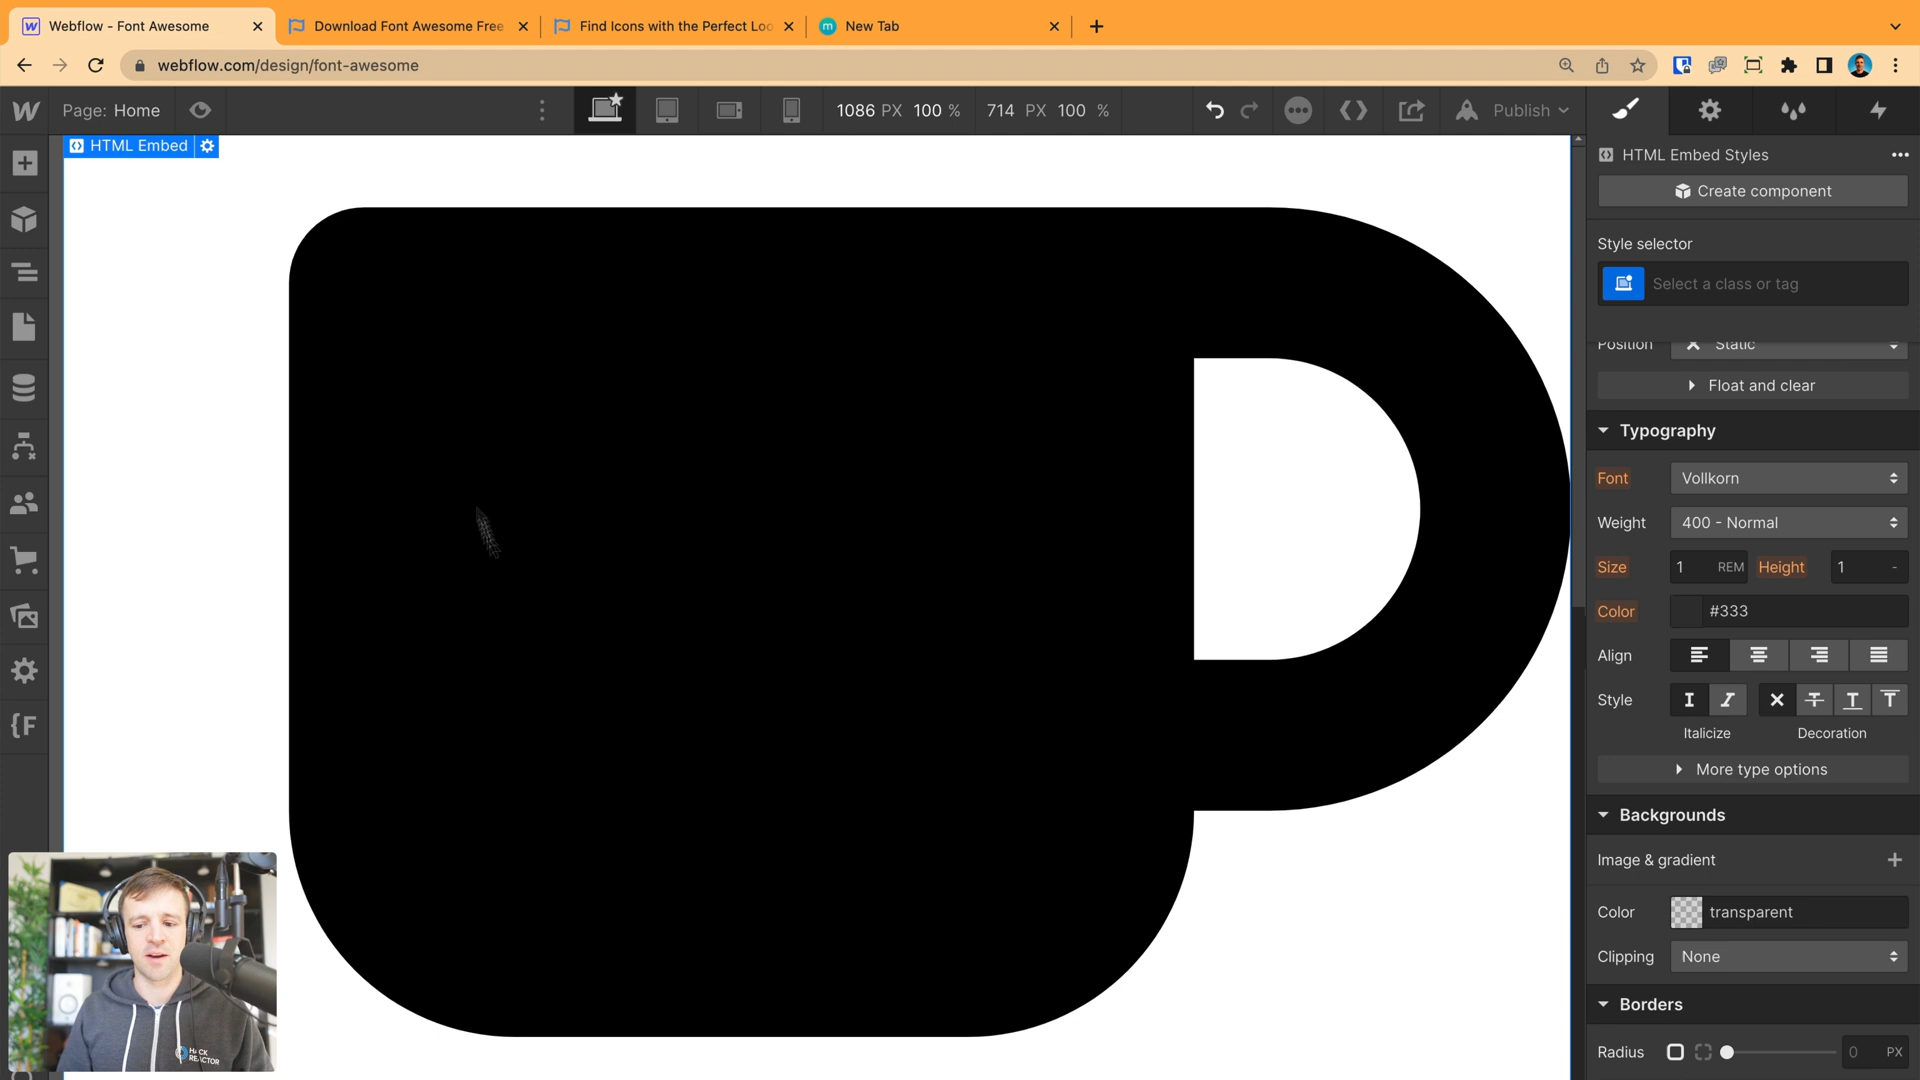 Webflow - Font Awesome
Download Font Awesome Free
Find Icons with the Perfect Loo
New Tab
webflow.com/design/font-awesome
Page: Home
1086 PX 100 %
714 PX 100 %
Publish
HTML Embed
HTML Embed Styles
Create component
Style selector
Select a class or tag
Position
Static
Float and clear
Typography
Font
Vollkorn
Weight
400 - Normal
Size
1 REM
Height
1 -
Color
#333
Align
Style
Italicize
Decoration
More type options
Backgrounds
Image & gradient
Color
transparent
Clipping
None
Borders
Radius
0 PX
HACK
REACTOR